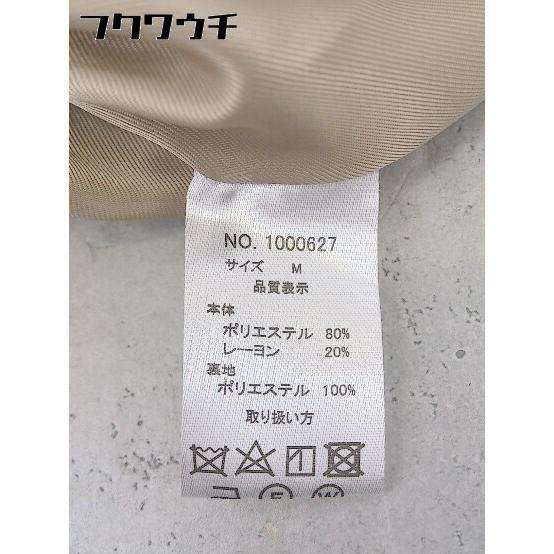 フクワウチ
NO. 1000627
サイズ M
品質表示
本体
ポリエステル 80%
レーヨン 20%
裏地
ポリエステル 100%
取り扱い方
F W